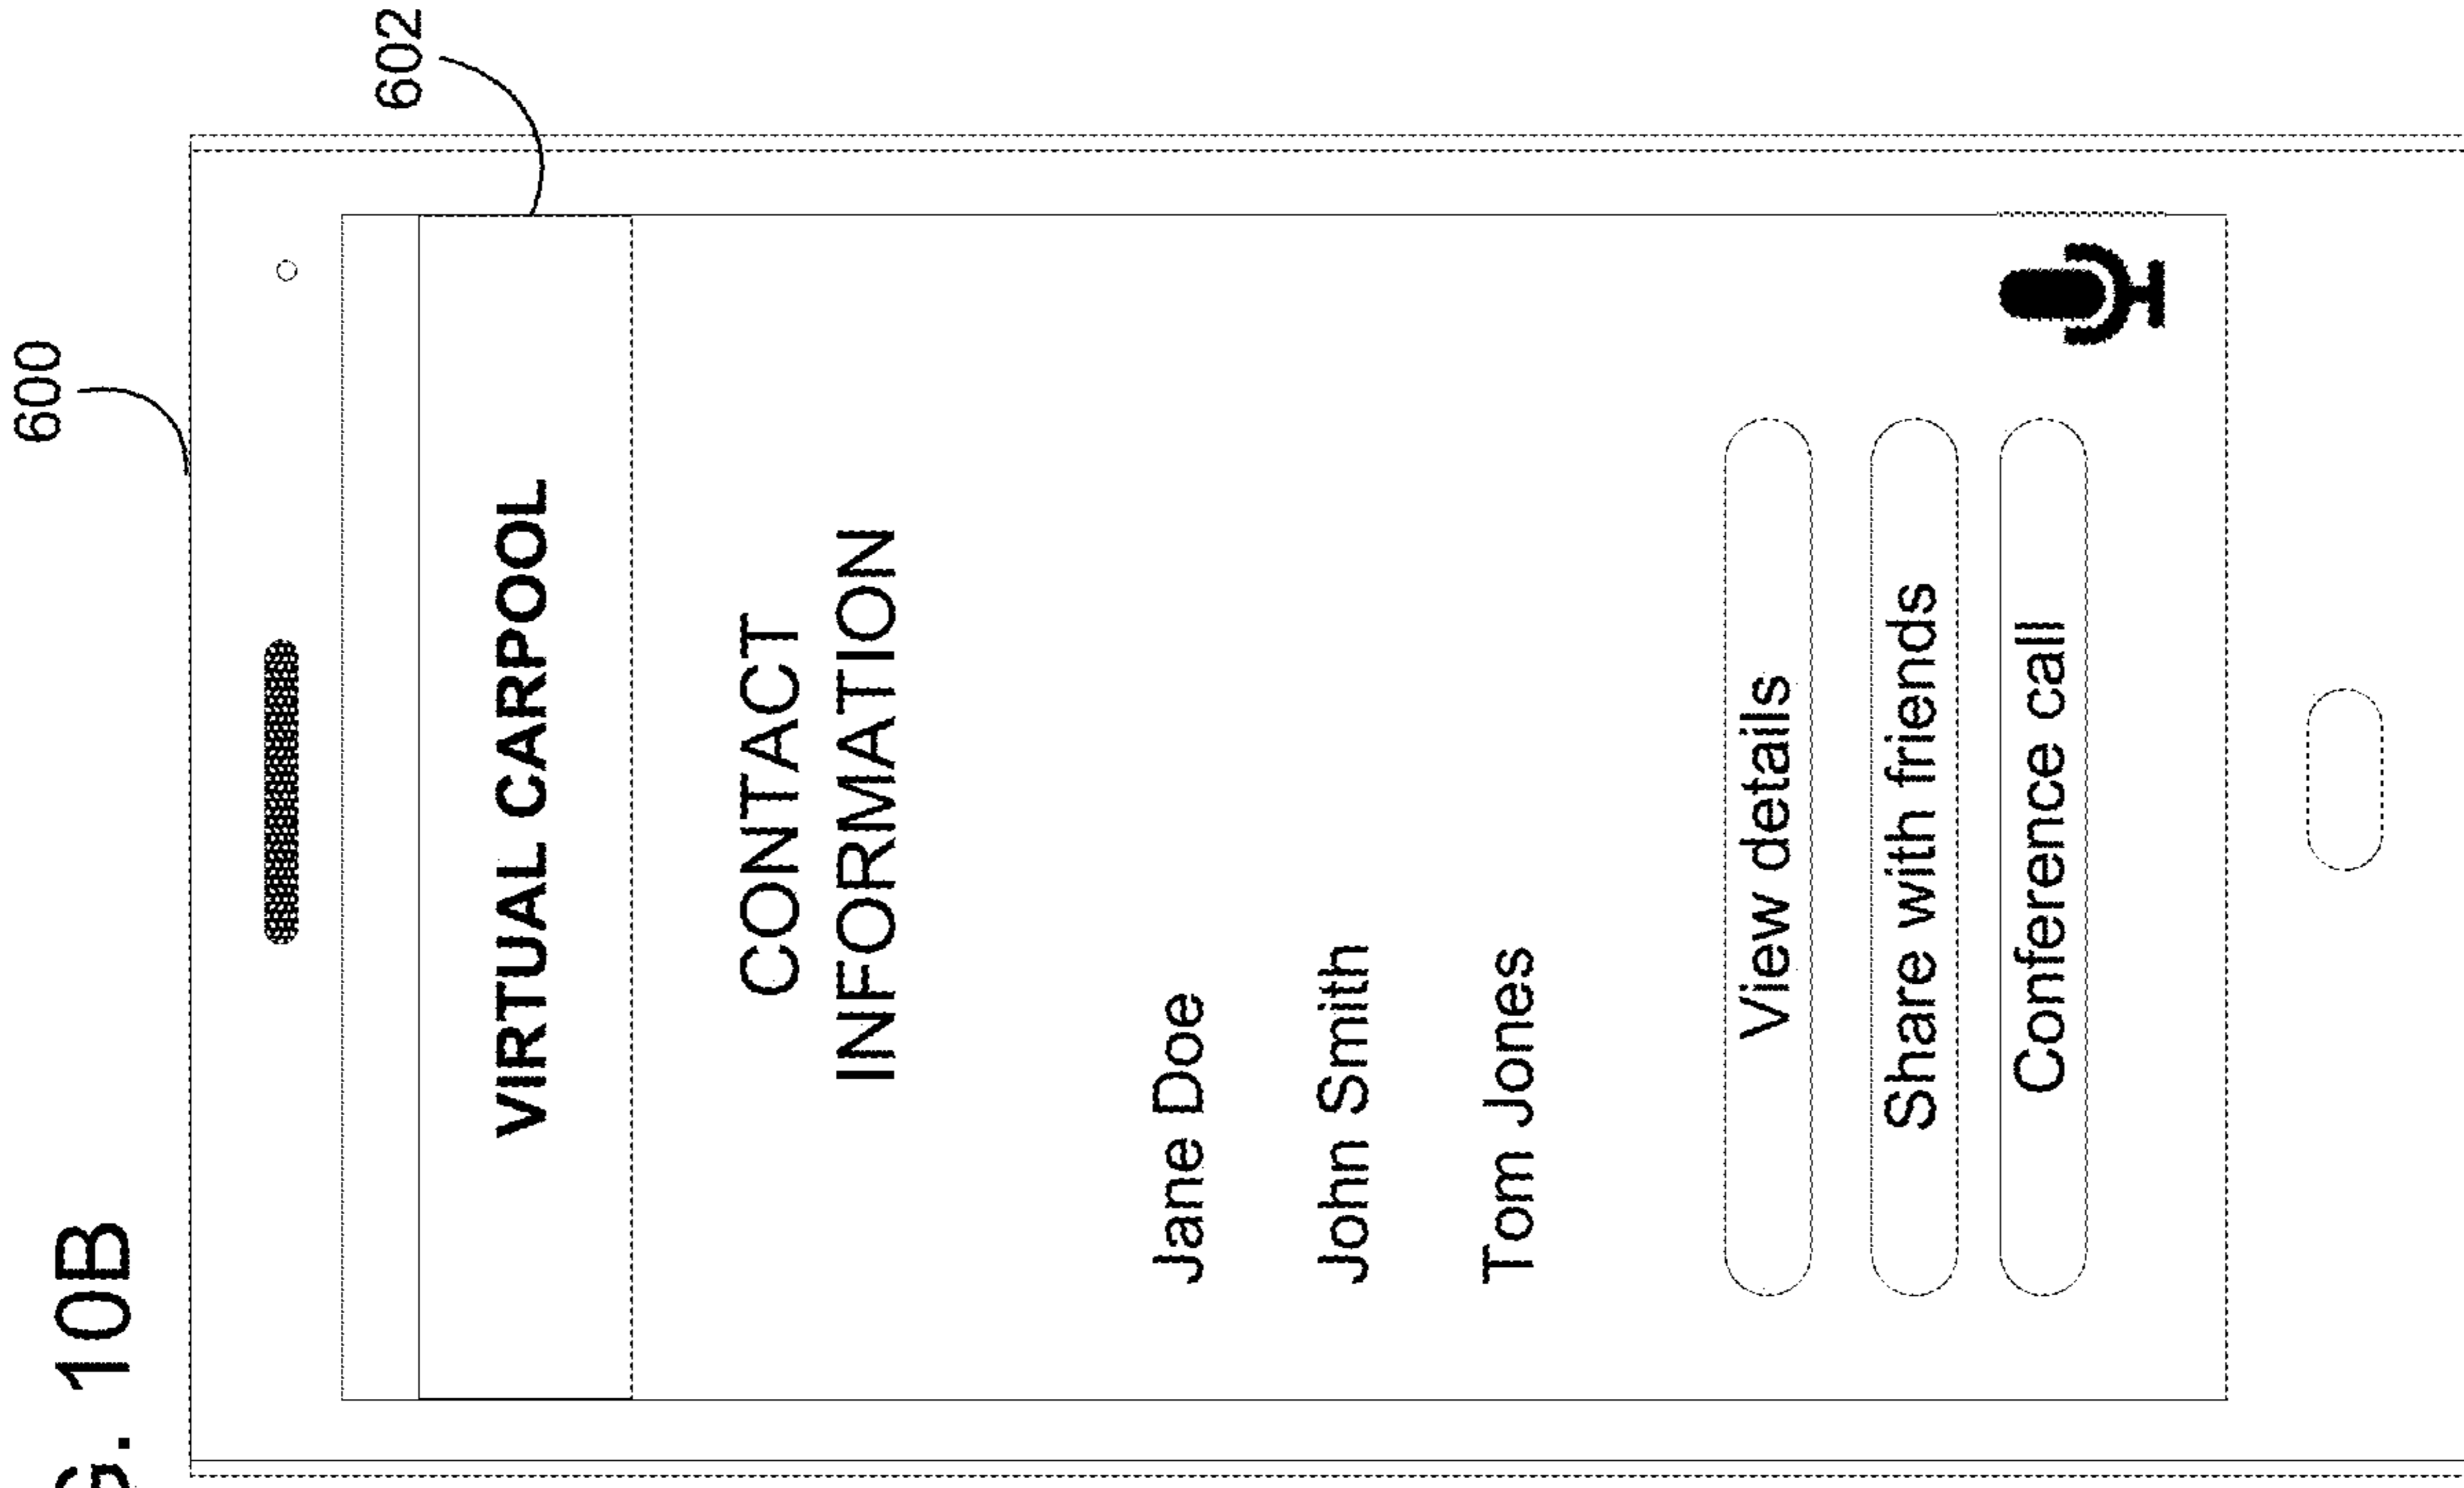 G. 10B
600
602
VIRTUAL CARPOOL
CONTACT
INFORMATION
Jane Doe
John Smith
Tom Jones
View details
Share with friends
Conference call